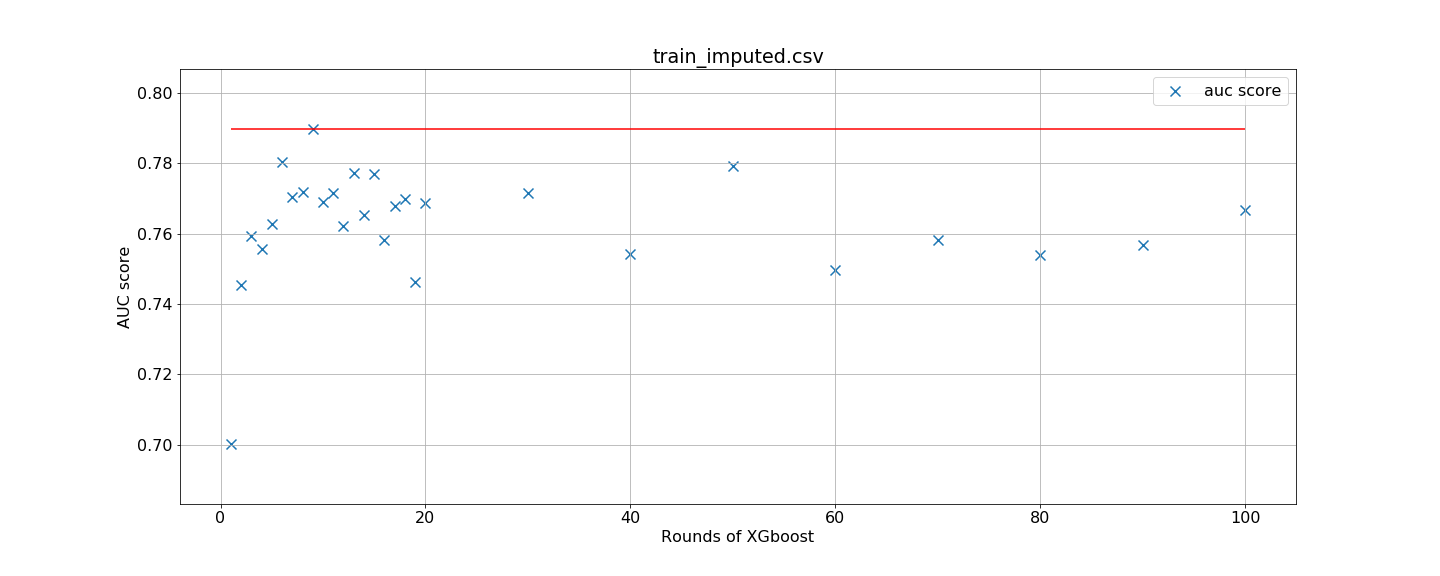 train_imputed.csv
auc score
0.80
0.78
0.76
0.74
0.72
0.70
AUC score
0 20 40 60 80 100
Rounds of XGboost